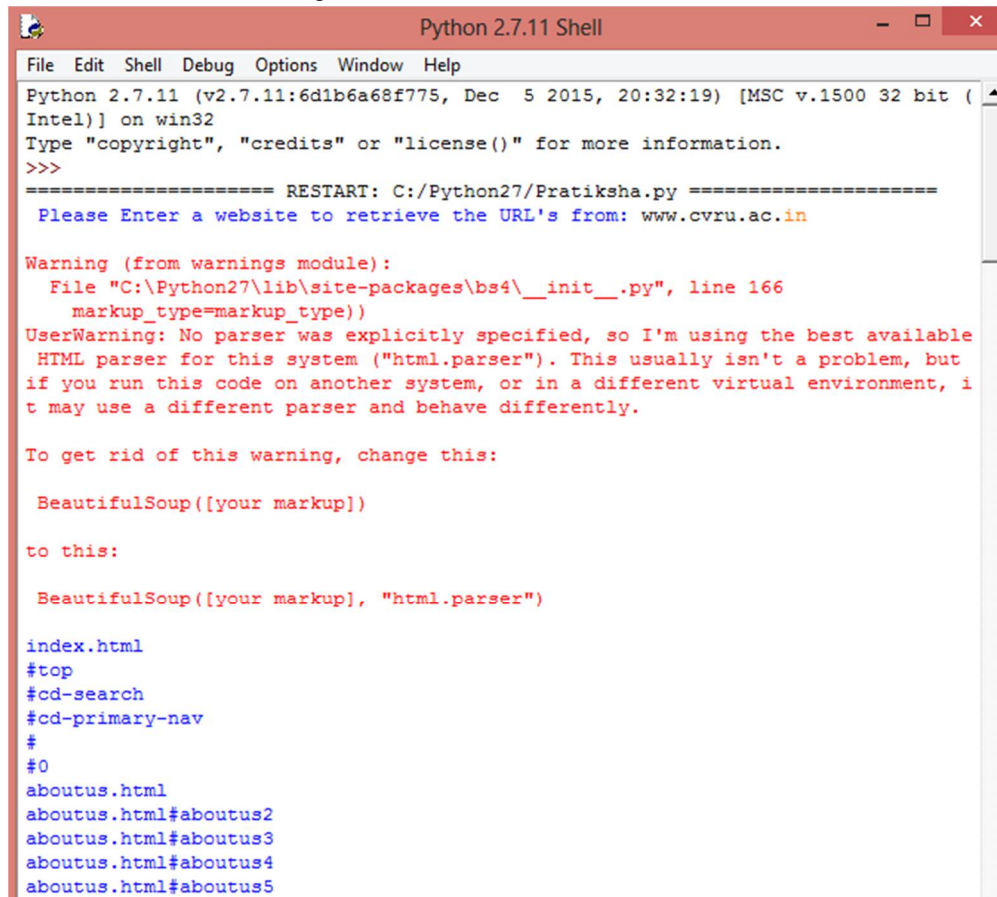 Python 2.7.11 Shell
File Edit Shell Debug Options Window Help
Python 2.7.11 (v2.7.11:6d1b6a68f775, Dec  5 2015, 20:32:19) [MSC v.1500 32 bit (
Intel)] on win32
Type "copyright", "credits" or "license()" for more information.
>>>
===================== RESTART: C:/Python27/Pratiksha.py =====================
 Please Enter a website to retrieve the URL's from: www.cvru.ac.in
Warning (from warnings module):
  File "C:\Python27\lib\site-packages\bs4\__init__.py", line 166
    markup_type=markup_type))
UserWarning: No parser was explicitly specified, so I'm using the best available
 HTML parser for this system ("html.parser"). This usually isn't a problem, but
if you run this code on another system, or in a different virtual environment, i
t may use a different parser and behave differently.
To get rid of this warning, change this:
 BeautifulSoup([your markup])
to this:
 BeautifulSoup([your markup], "html.parser")
index.html
#top
#cd-search
#cd-primary-nav
#
#0
aboutus.html
aboutus.html#aboutus2
aboutus.html#aboutus3
aboutus.html#aboutus4
aboutus.html#aboutus5